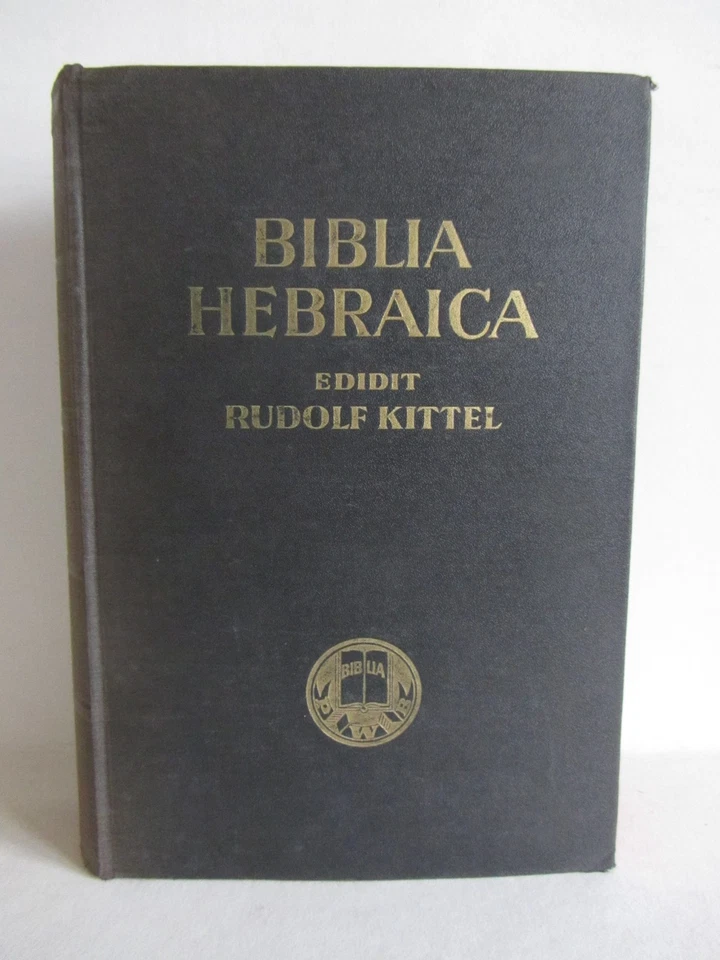 BIBLIA
HEBRAICA
EDIDIT
RUDOLF KITTEL
BIBLIA
P W B